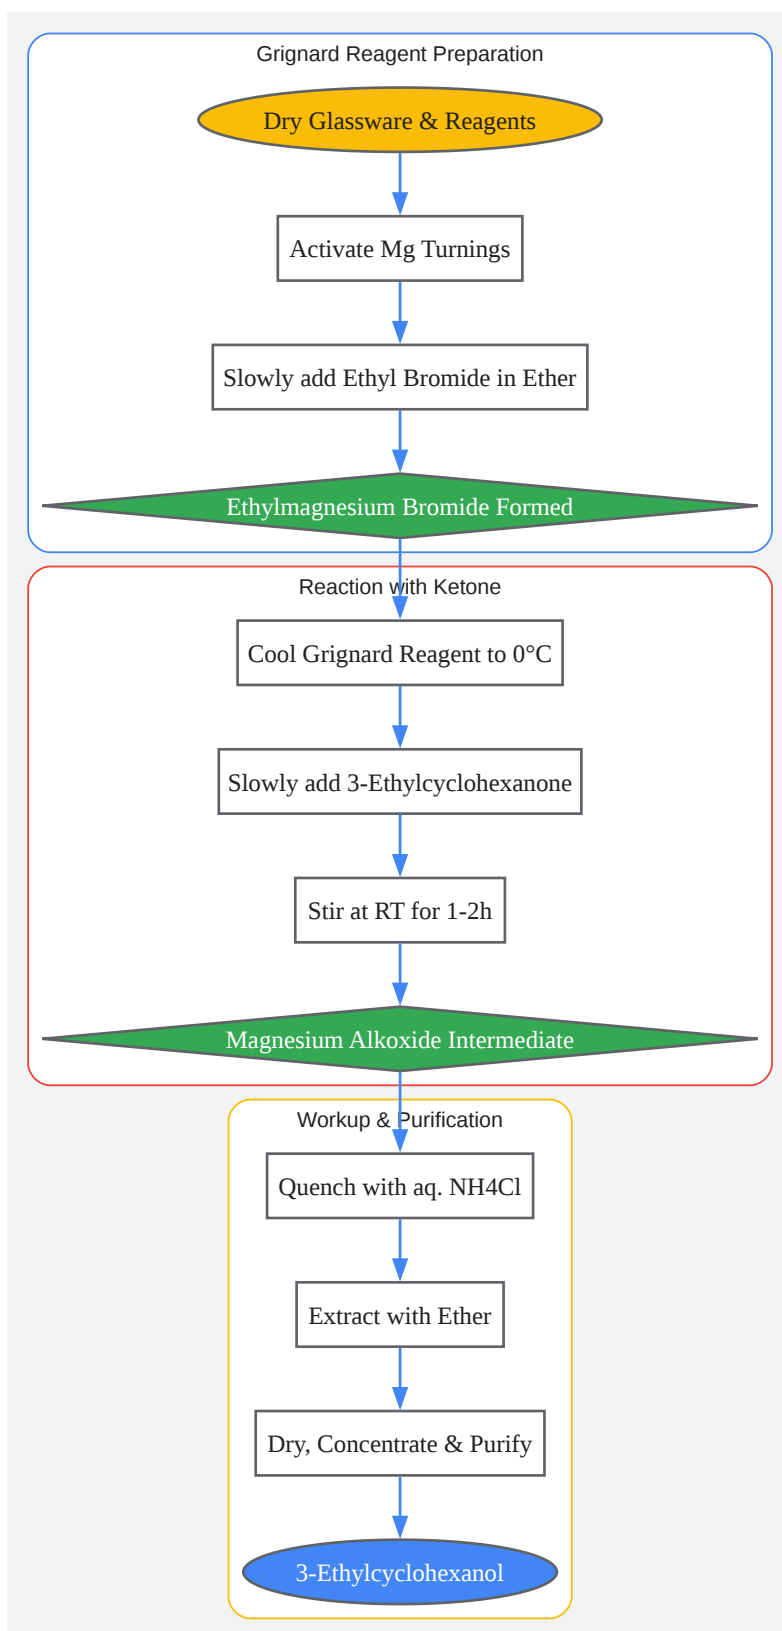 Grignard Reagent Preparation
Dry Glassware & Reagents
Activate Mg Turnings
Slowly add Ethyl Bromide in Ether
Ethylmagnesium Bromide Formed
Reaction with Ketone
Cool Grignard Reagent to 0°C
Slowly add 3-Ethylcyclohexanone
Stir at RT for 1-2h
Magnesium Alkoxide Intermediate
Workup & Purification
Quench with aq. NH4Cl
Extract with Ether
Dry, Concentrate & Purify
3-Ethylcyclohexanol